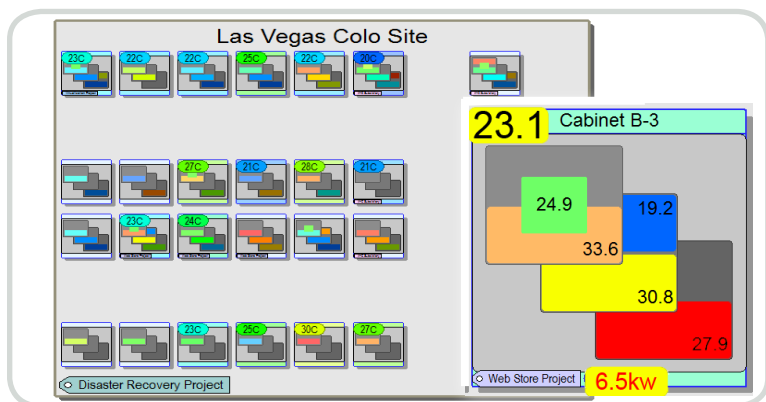 Las Vegas Colo Site
23C 22C 22C 25C 22C 20C
23.1 Cabinet B-3
27C 21C 28C 21C
24.9 19.2
33.6
23C 24C
30.8
23C 25C 30C 27C
27.9
Disaster Recovery Project
Web Store Project 6.5kw